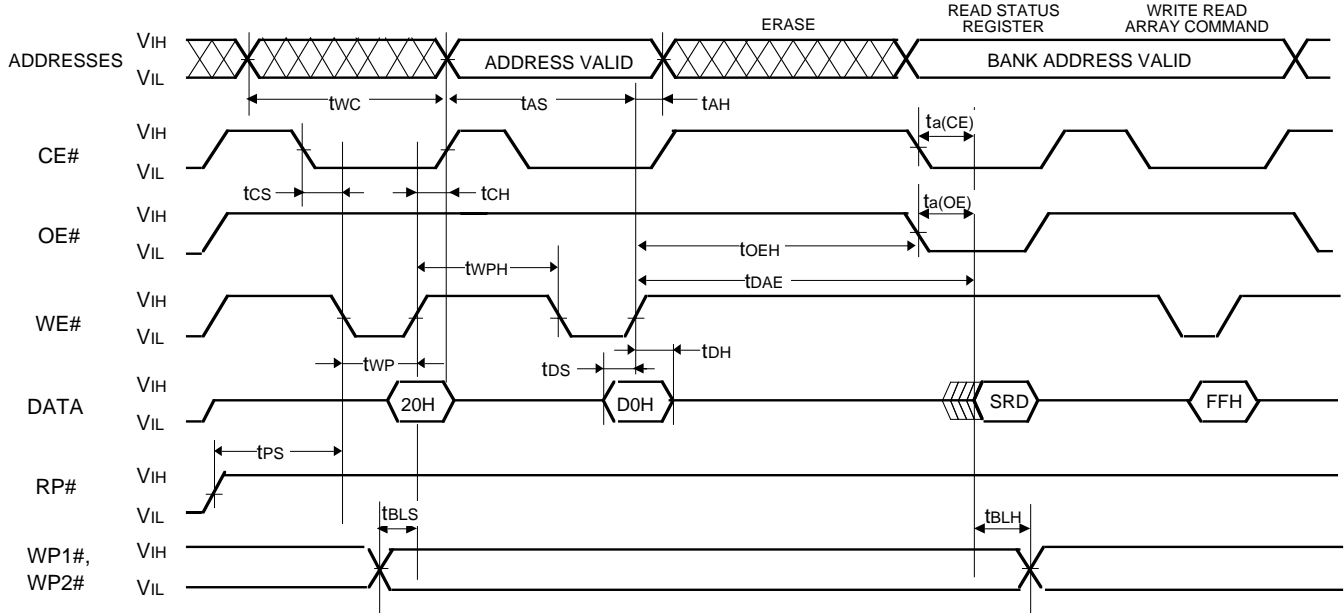 ERASE
READ STATUS
REGISTER
WRITE READ
ARRAY COMMAND
ADDRESSES
VIH
VIL
ADDRESS VALID
BANK ADDRESS VALID
tWC
tAS
tAH
ta(CE)
CE#
VIH
VIL
tCS
tCH
ta(OE)
OE#
VIH
VIL
tOEH
tWPH
tDAE
WE#
VIH
VIL
tWP
tDS
tDH
DATA
VIH
VIL
20H
D0H
SRD
FFH
tPS
RP#
VIH
VIL
tBLS
tBLH
WP1#,
WP2#
VIH
VIL